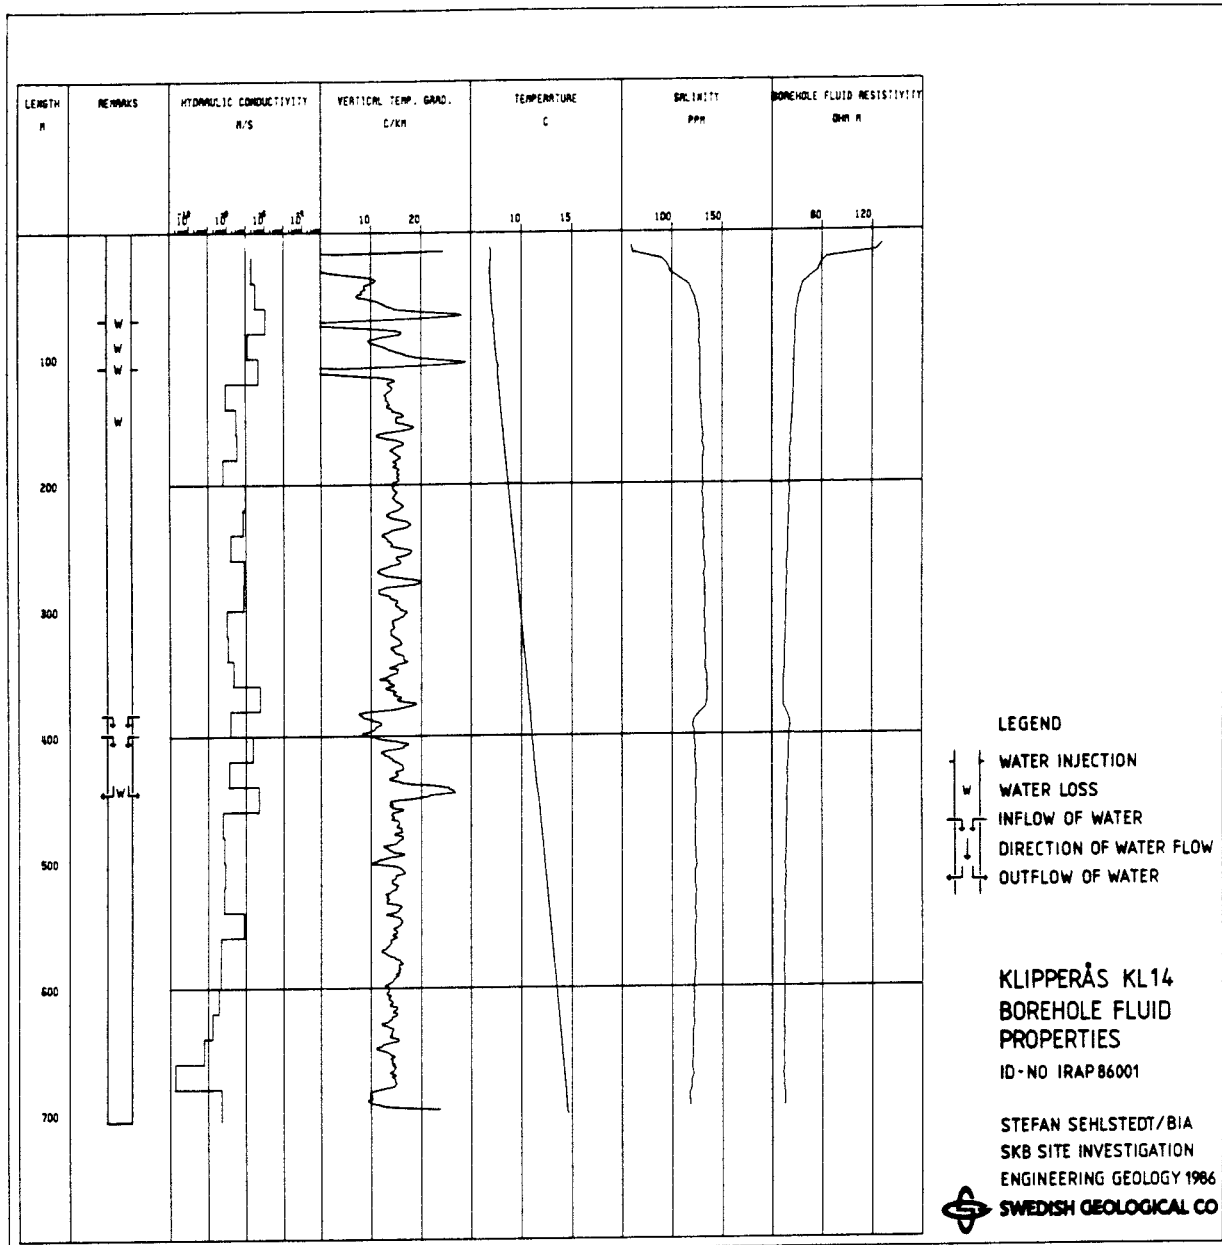 LENGTH REMARKS HYDRAULIC CONDUCTIVITY VERTICAL TEMP. GRAD. TEMPERATURE SALINITY BOREHOLE FLUID RESISTIVITY
M M/S C/KM C PPM OHM M
10 20 10 15 100 150 80 120
W
W
100
W
W
200
300
400
W
500
600
700
LEGEND
WATER INJECTION
W WATER LOSS
INFLOW OF WATER
DIRECTION OF WATER FLOW
OUTFLOW OF WATER
KLIPPERÅS KL14
BOREHOLE FLUID
PROPERTIES
ID-NO IRAP86001
STEFAN SEHLSTEDT/BIA
SKB SITE INVESTIGATION
ENGINEERING GEOLOGY 1986
SWEDISH GEOLOGICAL CO